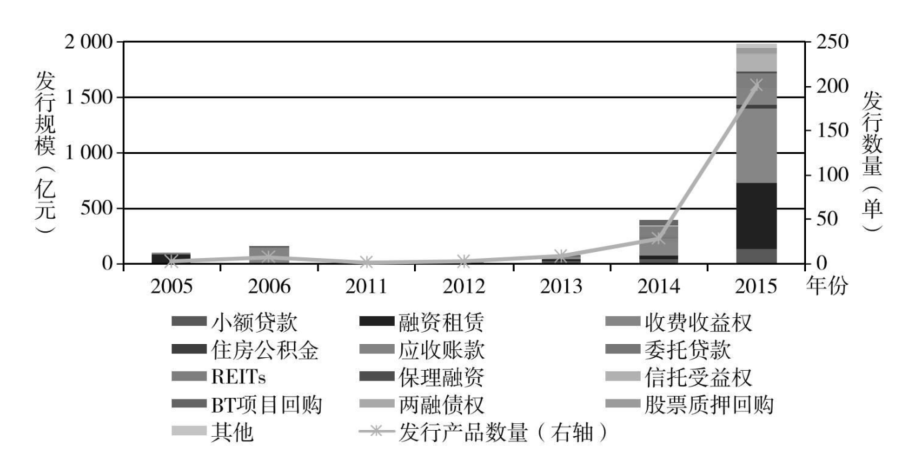 发行规模（亿元）
2 000
1 500
1 000
500
0
250
200
150
100
50
0
发行数量（单）
2005 2006 2011 2012 2013 2014 2015 年份
小额贷款 融资租赁 收费收益权
住房公积金 应收账款 委托贷款
REITs 保理融资 信托受益权
BT项目回购 两融债权 股票质押回购
其他 发行产品数量（右轴）